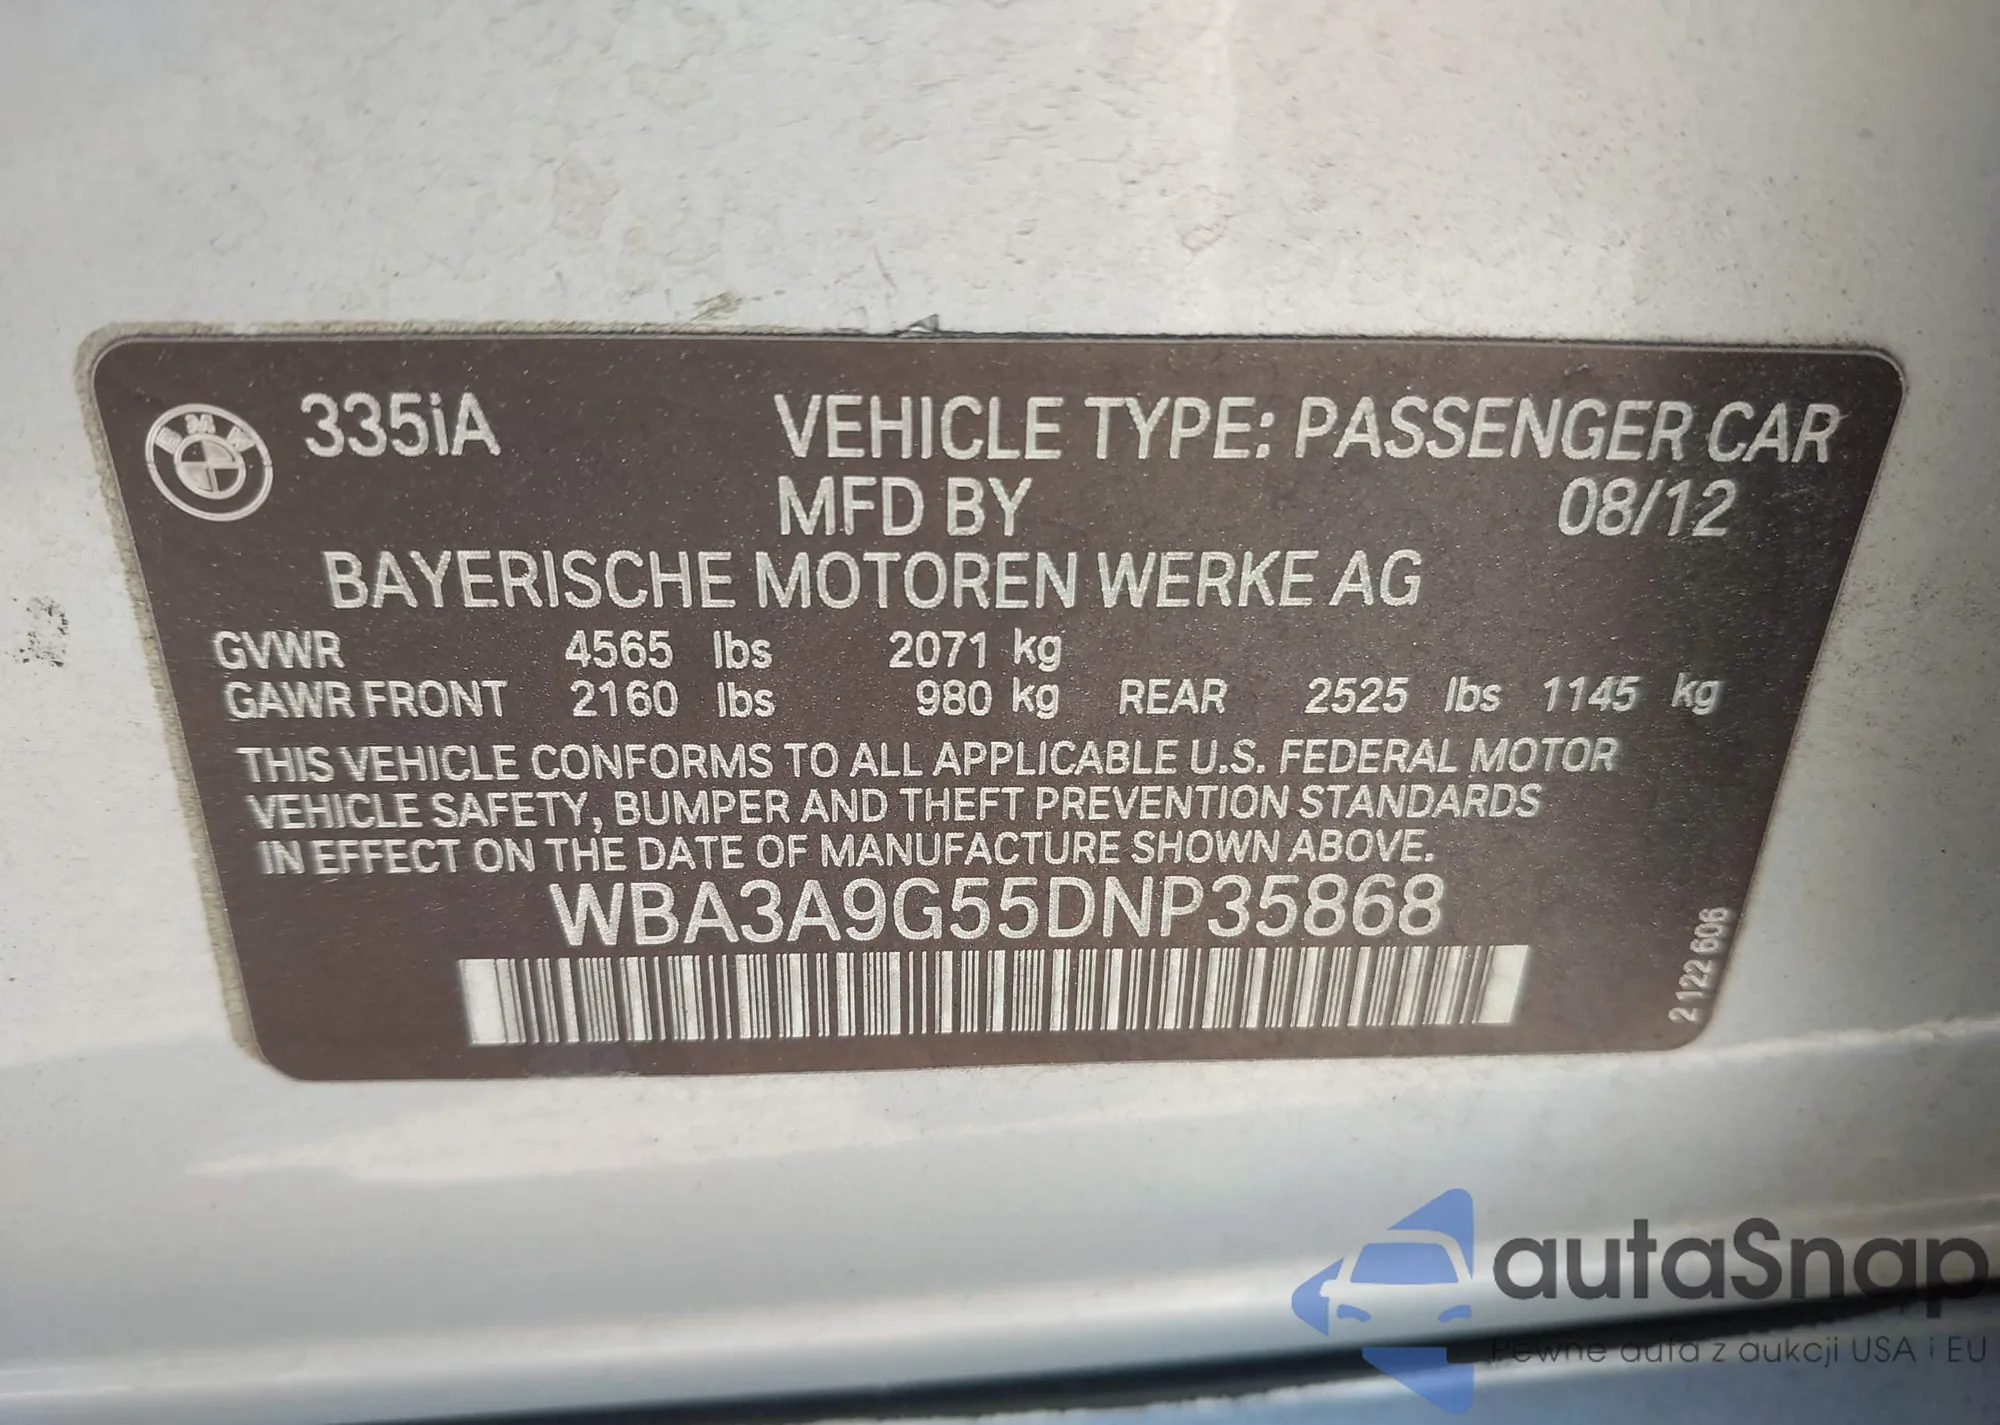 BMW
335iA VEHICLE TYPE: PASSENGER CAR
MFD BY 08/12
BAYERISCHE MOTOREN WERKE AG
GVWR 4565 lbs 2071 kg
GAWR FRONT 2160 lbs 980 kg REAR 2525 lbs 1145 kg
THIS VEHICLE CONFORMS TO ALL APPLICABLE U.S. FEDERAL MOTOR
VEHICLE SAFETY, BUMPER AND THEFT PREVENTION STANDARDS
IN EFFECT ON THE DATE OF MANUFACTURE SHOWN ABOVE.
WBA3A9G55DNP35868
2 122 606
autaSnap
Pewne auta z aukcji USA i EU